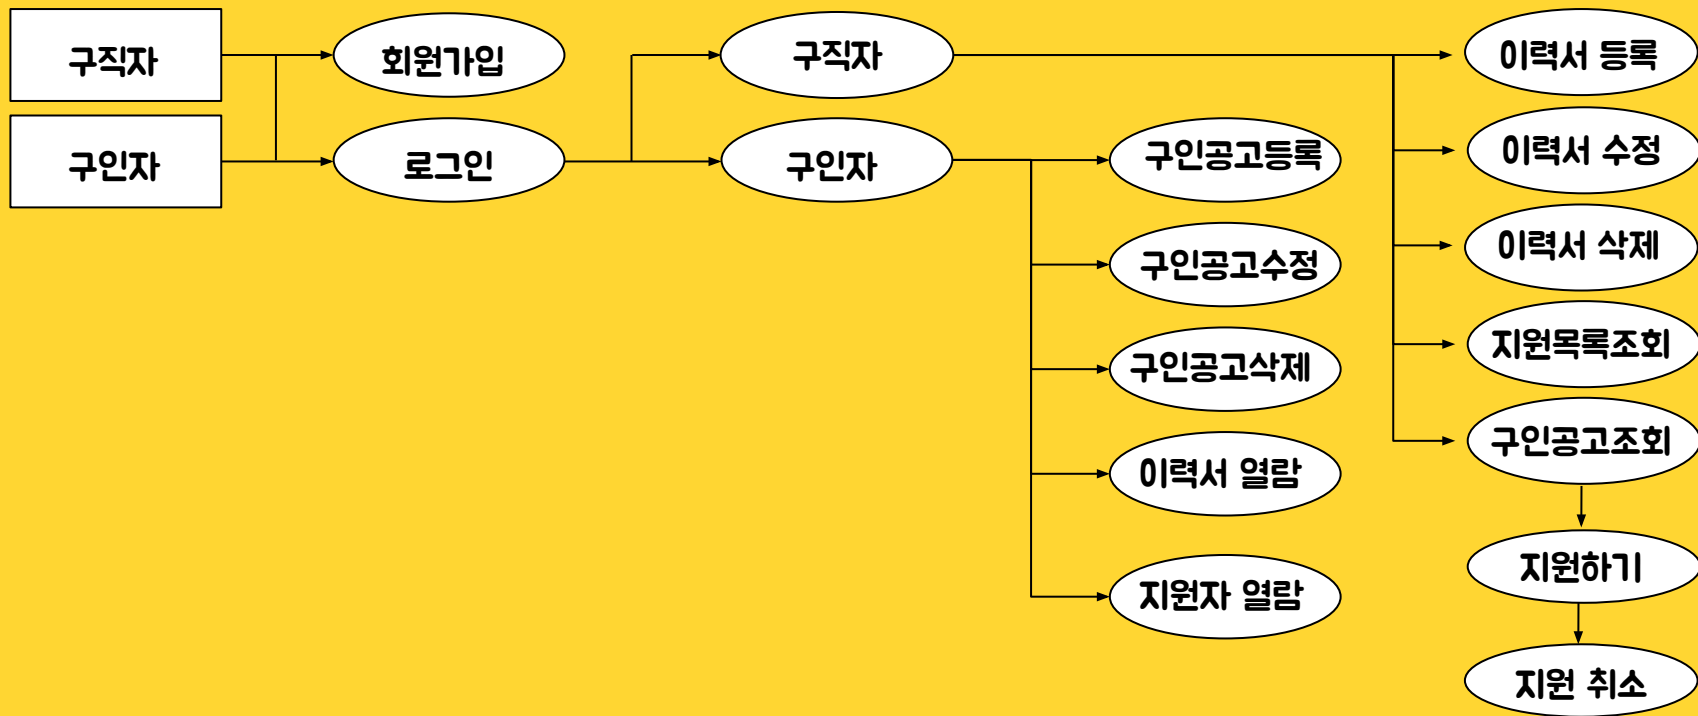 구직자
회원가입
구직자
이력서 등록
구인자
로그인
구인자
구인공고등록
이력서 수정
구인공고수정
이력서 삭제
구인공고삭제
지원목록조회
이력서 열람
구인공고조회
지원자 열람
지원하기
지원 취소